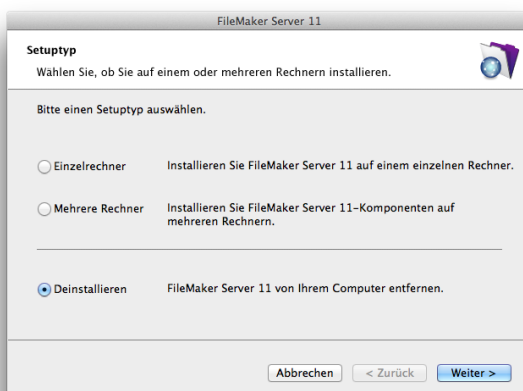 FileMaker Server 11
Setuptyp
Wählen Sie, ob Sie auf einem oder mehreren Rechnern installieren.
Bitte einen Setuptyp auswählen.
Einzelrechner Installieren Sie FileMaker Server 11 auf einem einzelnen Rechner.
Mehrere Rechner Installieren Sie FileMaker Server 11-Komponenten auf
mehreren Rechnern.
Deinstallieren FileMaker Server 11 von Ihrem Computer entfernen.
Abbrechen < Zurück Weiter >